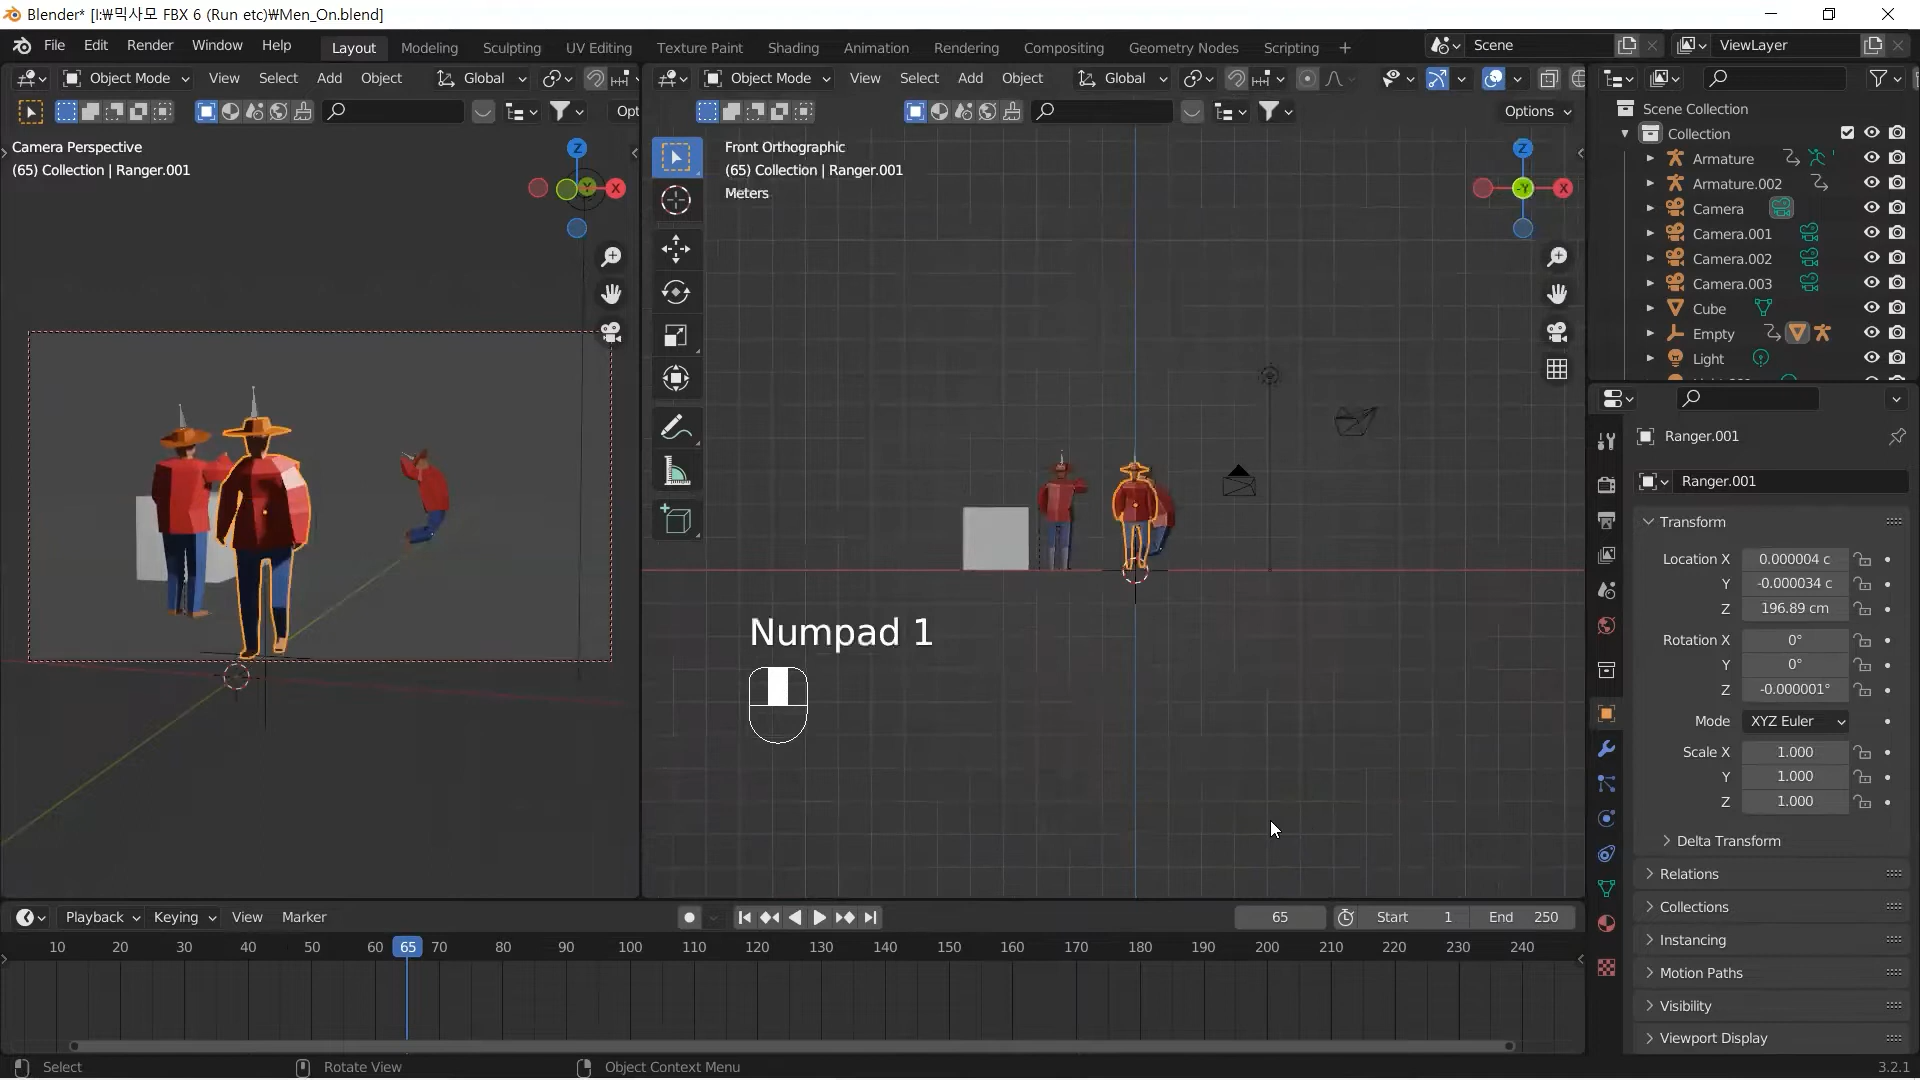 Blender* [I:₩믹사모 FBX 6 (Run etc)₩Men_On.blend]
File Edit Render Window Help
Layout Modeling Sculpting UV Editing Texture Paint Shading Animation Rendering Compositing Geometry Nodes Scripting +
Scene
ViewLayer
Object Mode View Select Add Object Global
Object Mode View Select Add Object Global
Opt
Options
Camera Perspective
(65) Collection | Ranger.001
Z
Y
X
Front Orthographic
(65) Collection | Ranger.001
Meters
Z
-Y
X
Numpad 1
Scene Collection
Collection
Armature
Armature.002
Camera
Camera.001
Camera.002
Camera.003
Cube
Empty
Light
Ranger.001
Ranger.001
Transform
Location X 0.000004 c
Y -0.000034 c
Z 196.89 cm
Rotation X 0°
Y 0°
Z -0.000001°
Mode XYZ Euler
Scale X 1.000
Y 1.000
Z 1.000
Delta Transform
Relations
Collections
Instancing
Motion Paths
Visibility
Viewport Display
Playback Keying View Marker
65 Start 1 End 250
10 20 30 40 50 60 65 70 80 90 100 110 120 130 140 150 160 170 180 190 200 210 220 230 240
Select Rotate View Object Context Menu 3.2.1